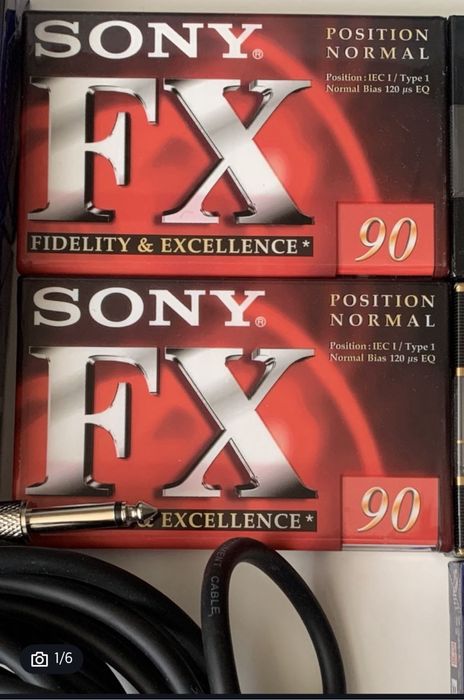 SONY®
POSITION
NORMAL
Position : IEC I / Type 1
Normal Bias 120 µs EQ
FX
FIDELITY & EXCELLENCE*
90
SONY®
POSITION
NORMAL
Position : IEC I / Type 1
Normal Bias 120 µs EQ
FX
& EXCELLENCE*
90
CABLE
1/6